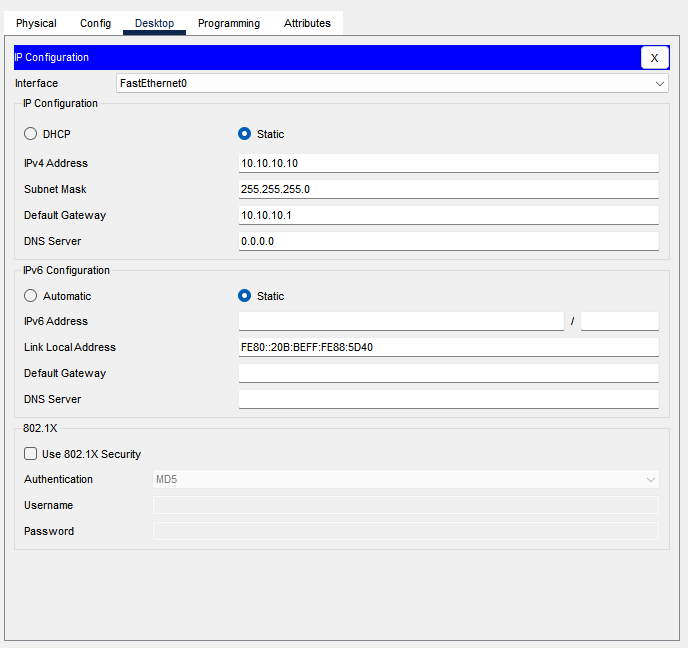 Physical Config Desktop Programming Attributes
IP Configuration X
Interface FastEthernet0
IP Configuration
DHCP Static
IPv4 Address 10.10.10.10
Subnet Mask 255.255.255.0
Default Gateway 10.10.10.1
DNS Server 0.0.0.0
IPv6 Configuration
Automatic Static
IPv6 Address /
Link Local Address FE80::20B:BEFF:FE88:5D40
Default Gateway
DNS Server
802.1X
Use 802.1X Security
Authentication MD5
Username
Password